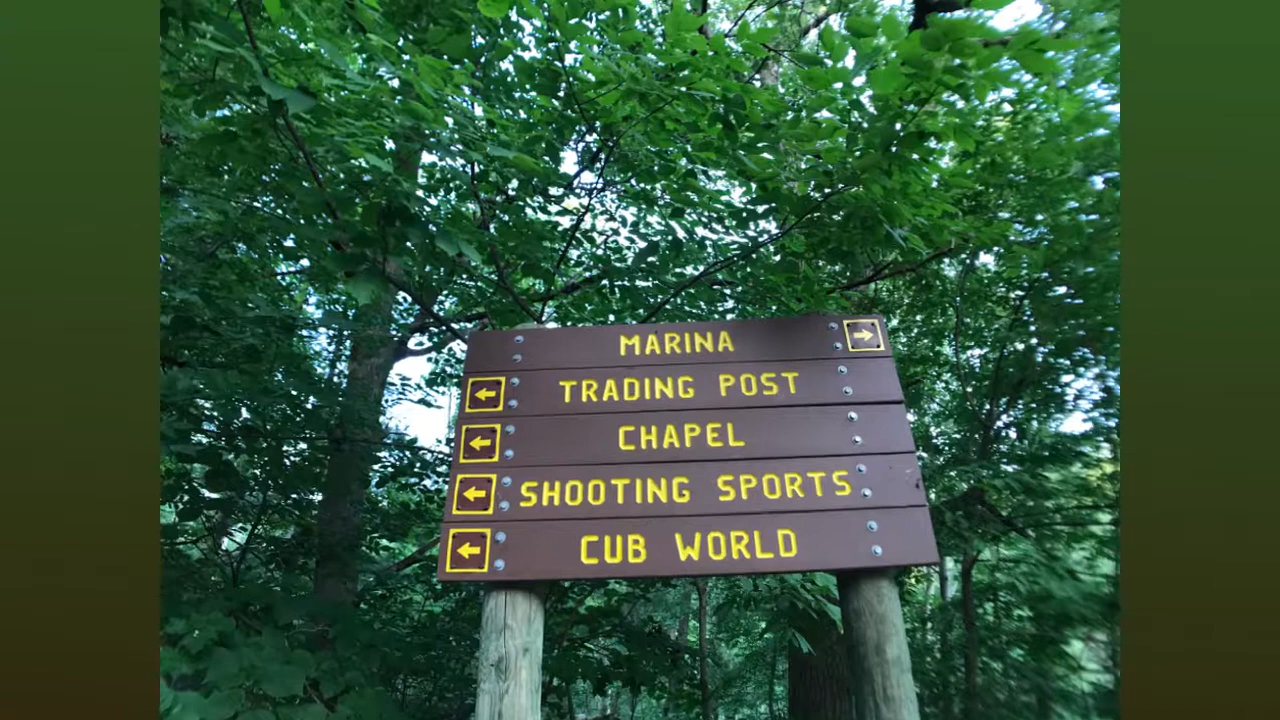 MARINA
TRADING POST
CHAPEL
SHOOTING SPORTS
CUB WORLD